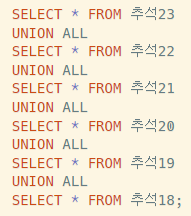 SELECT * FROM 추석23
UNION ALL
SELECT * FROM 추석22
UNION ALL
SELECT * FROM 추석21
UNION ALL
SELECT * FROM 추석20
UNION ALL
SELECT * FROM 추석19
UNION ALL
SELECT * FROM 추석18;